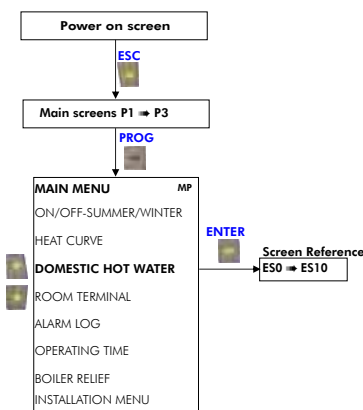 Power on screen
ESC
Main screens P1 ➠ P3
PROG
MAIN MENU MP
ON/OFF-SUMMER/WINTER
HEAT CURVE
DOMESTIC HOT WATER
ENTER
Screen Reference
ES0 ➠ ES10
ROOM TERMINAL
ALARM LOG
OPERATING TIME
BOILER RELIEF
INSTALLATION MENU